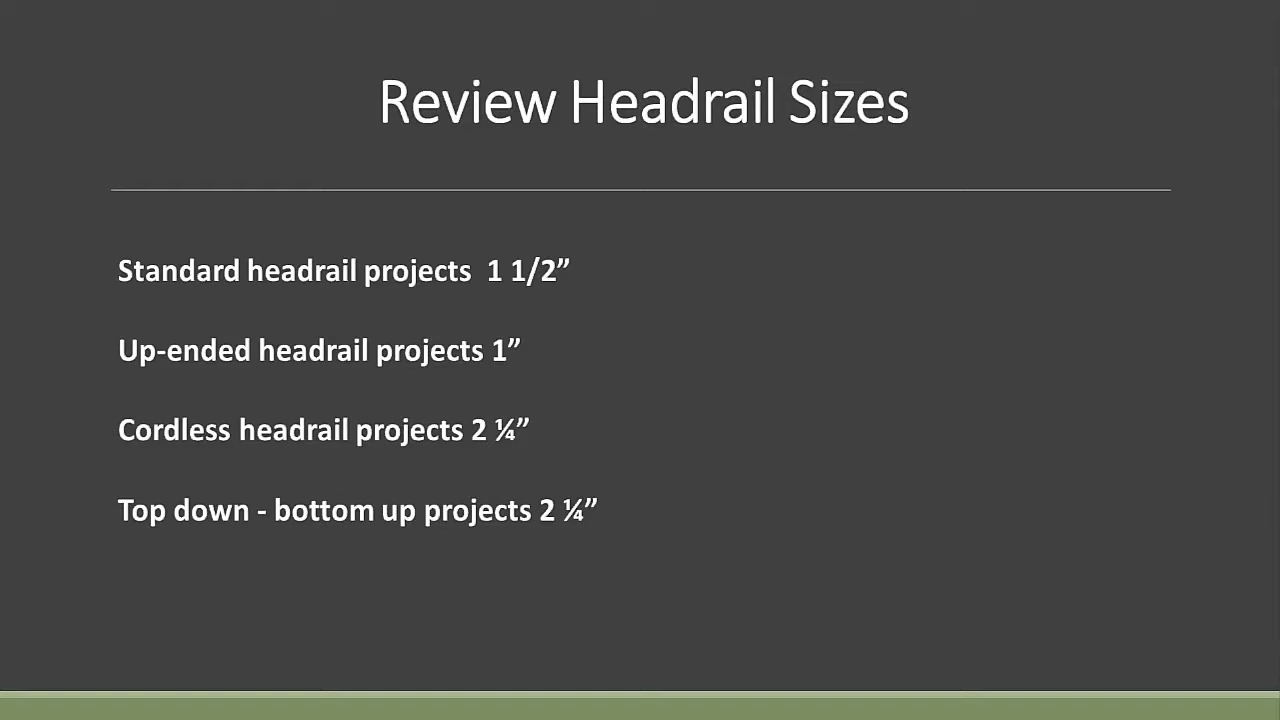 Review Headrail Sizes
Standard headrail projects  1 1/2”
Up-ended headrail projects 1”
Cordless headrail projects 2 ¼”
Top down - bottom up projects 2 ¼”